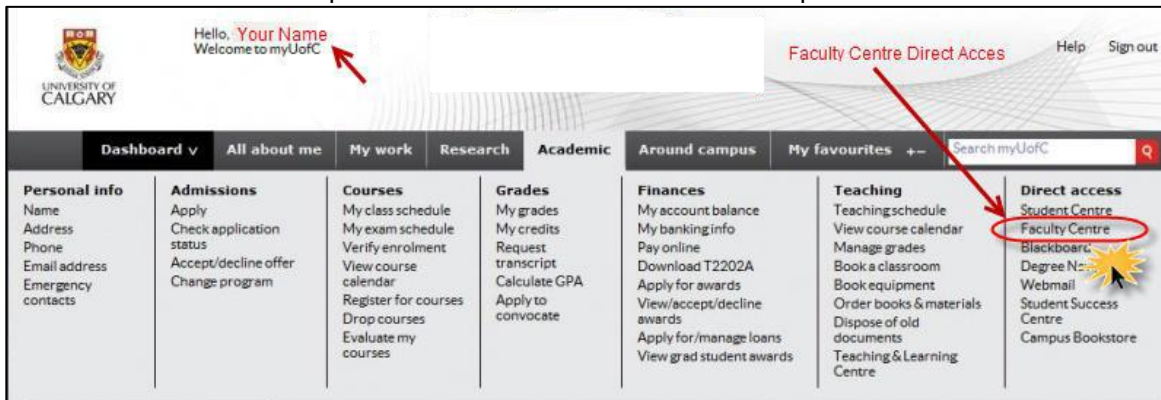 Hello, Your Name
Welcome to myUofC
Faculty Centre Direct Acces
Help Sign out
UNIVERSITY OF
CALGARY
Dashboard v All about me My work Research Academic Around campus My favourites +− Search myUofC
Personal info
Name
Address
Phone
Email address
Emergency
contacts
Admissions
Apply
Check application
status
Accept/decline offer
Change program
Courses
My class schedule
My exam schedule
Verify enrolment
View course
calendar
Register for courses
Drop courses
Evaluate my
courses
Grades
My grades
My credits
Request
transcript
Calculate GPA
Apply to
convocate
Finances
My account balance
My banking info
Pay online
Download T2202A
Apply for awards
View/accept/decline
awards
Apply for/manage loans
View grad student awards
Teaching
Teaching schedule
View course calendar
Manage grades
Book a classroom
Book equipment
Order books & materials
Dispose of old
documents
Teaching & Learning
Centre
Direct access
Student Centre
Faculty Centre
Blackboard
Degree
Webmail
Student Success
Centre
Campus Bookstore